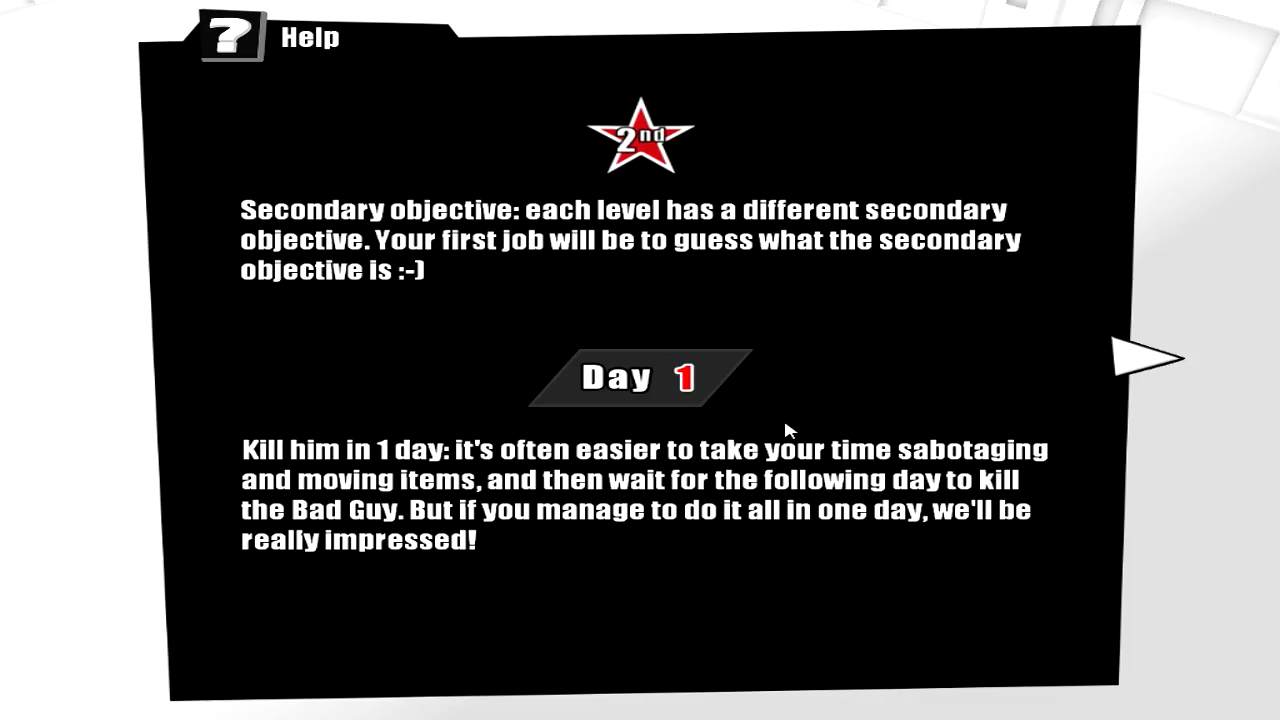 ?
Help
2nd
Secondary objective: each level has a different secondary
objective. Your first job will be to guess what the secondary
objective is :-)
Day 1
Kill him in 1 day: it's often easier to take your time sabotaging
and moving items, and then wait for the following day to kill
the Bad Guy. But if you manage to do it all in one day, we'll be
really impressed!